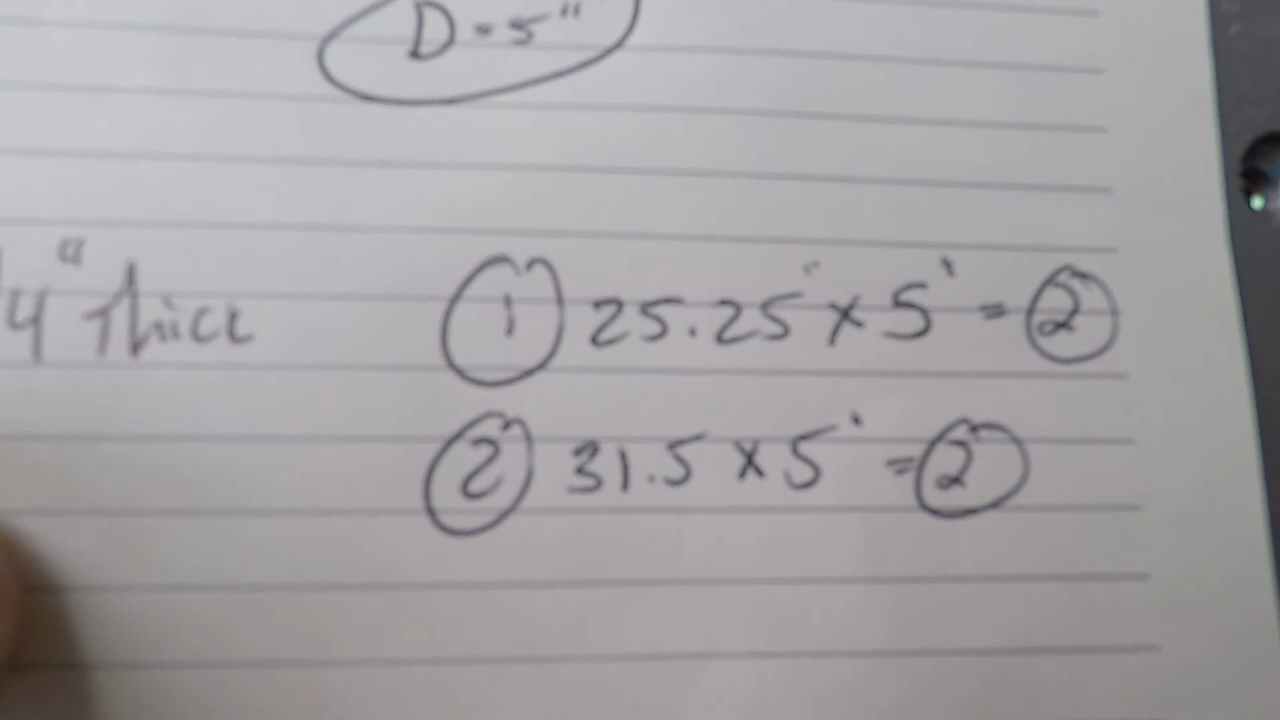 D = 5"
4" Thick
① 25.25' x 5' = ②
② 31.5 x 5' = ②